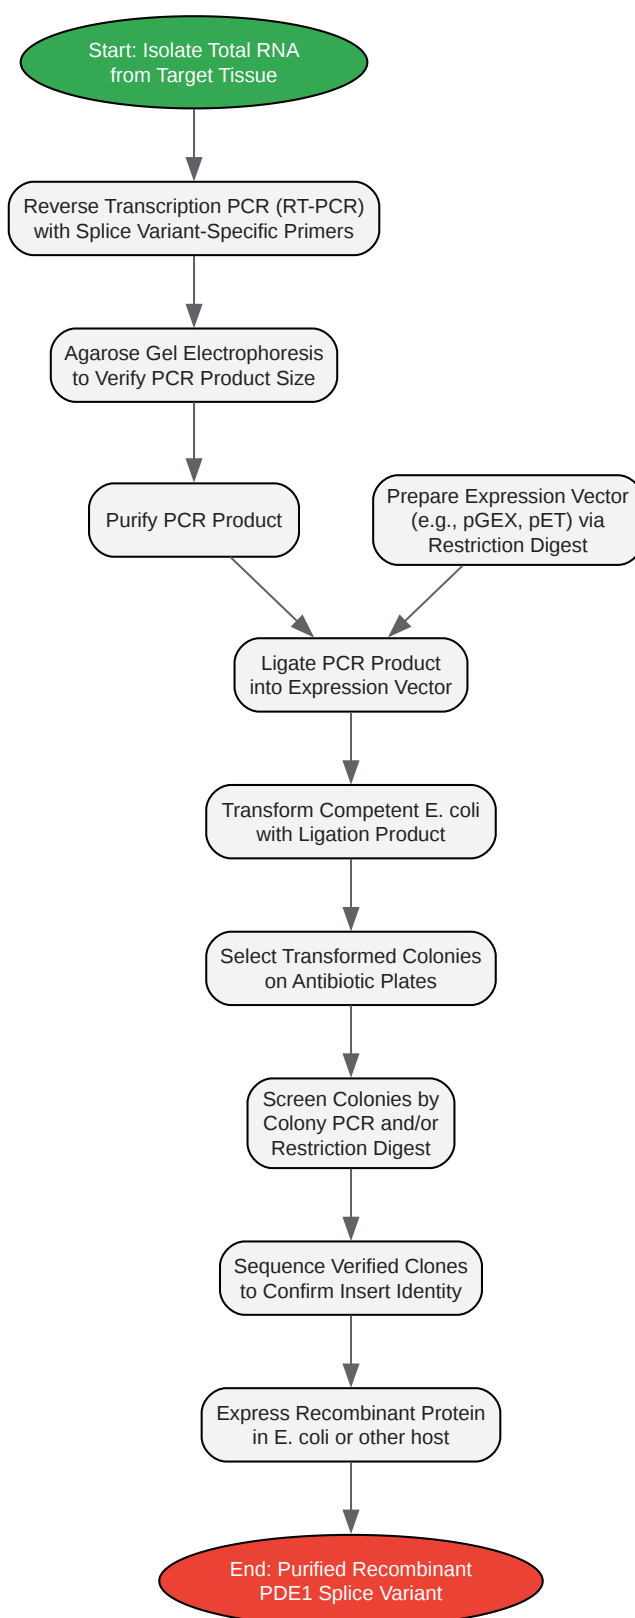 Start: Isolate Total RNA
from Target Tissue
Reverse Transcription PCR (RT-PCR)
with Splice Variant-Specific Primers
Agarose Gel Electrophoresis
to Verify PCR Product Size
Purify PCR Product
Prepare Expression Vector
(e.g., pGEX, pET) via
Restriction Digest
Ligate PCR Product
into Expression Vector
Transform Competent E. coli
with Ligation Product
Select Transformed Colonies
on Antibiotic Plates
Screen Colonies by
Colony PCR and/or
Restriction Digest
Sequence Verified Clones
to Confirm Insert Identity
Express Recombinant Protein
in E. coli or other host
End: Purified Recombinant
PDE1 Splice Variant